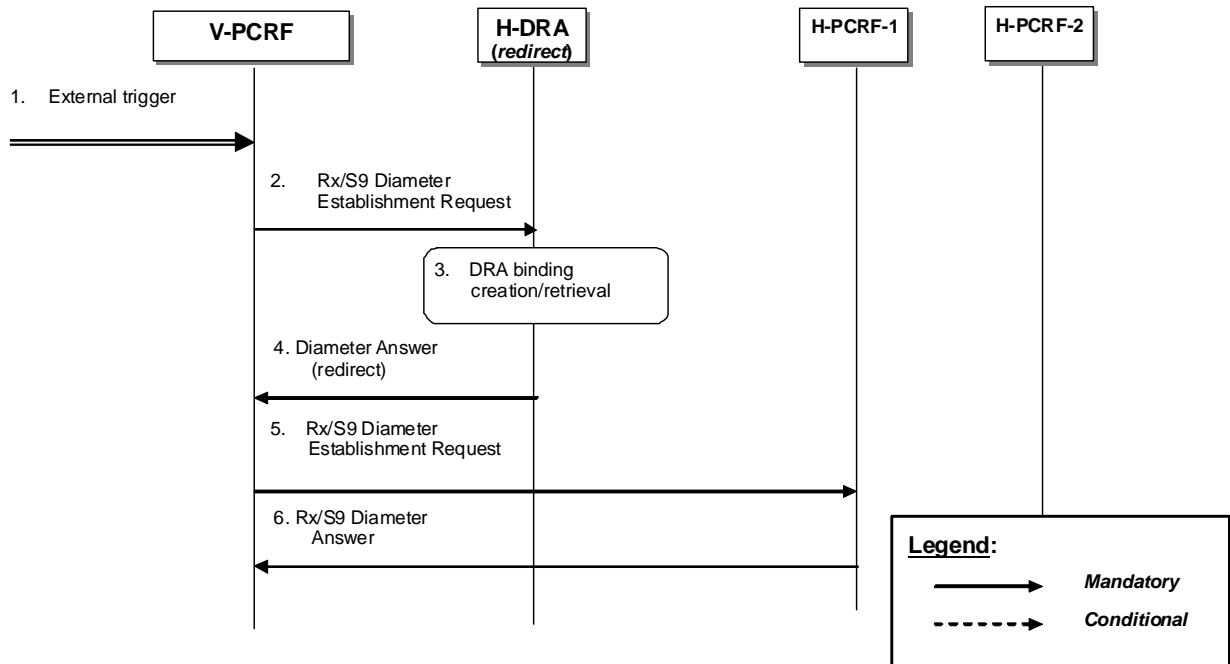 V-PCRF
H-DRA
(redirect)
H-PCRF-1
H-PCRF-2
1. External trigger
2. Rx/S9 Diameter
Establishment Request
3. DRA binding
creation/retrieval
4. Diameter Answer
(redirect)
5. Rx/S9 Diameter
Establishment Request
6. Rx/S9 Diameter
Answer
Legend:
Mandatory
Conditional